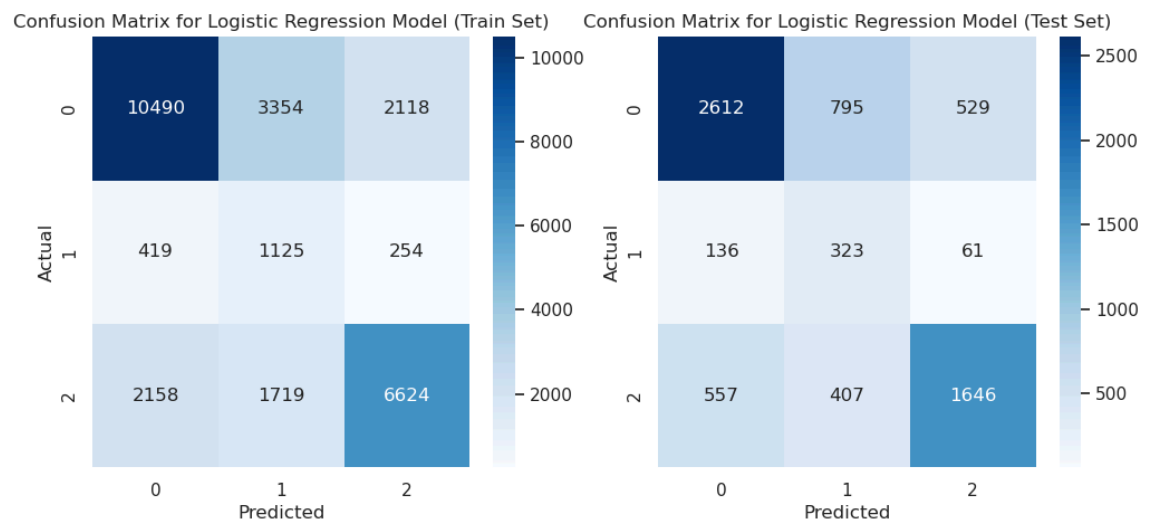 Confusion Matrix for Logistic Regression Model (Train Set)
Actual
0
1
2
10490 3354 2118
419 1125 254
2158 1719 6624
0 1 2
Predicted
10000
8000
6000
4000
2000
Confusion Matrix for Logistic Regression Model (Test Set)
Actual
0
1
2
2612 795 529
136 323 61
557 407 1646
0 1 2
Predicted
2500
2000
1500
1000
500